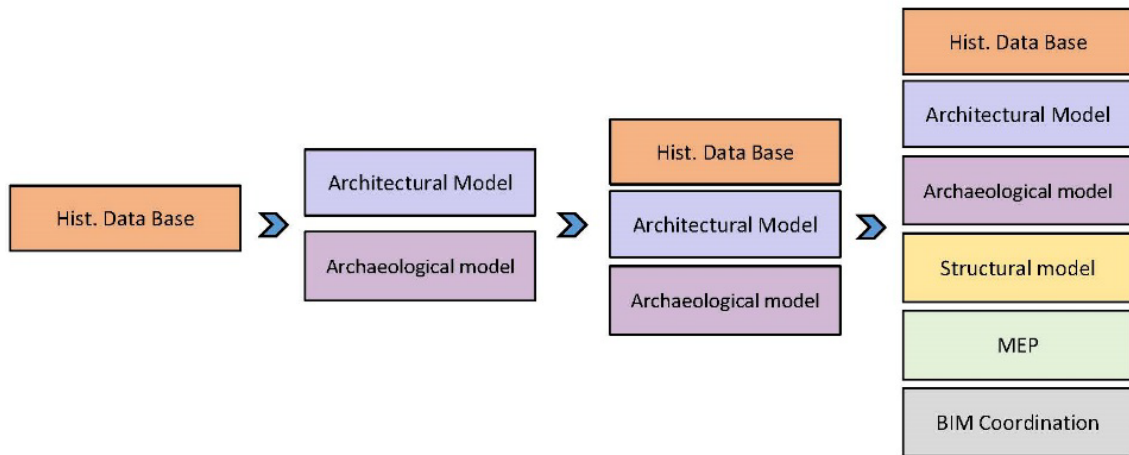 Hist. Data Base
Architectural Model
Archaeological model
Hist. Data Base
Architectural Model
Archaeological model
Hist. Data Base
Architectural Model
Archaeological model
Structural model
MEP
BIM Coordination